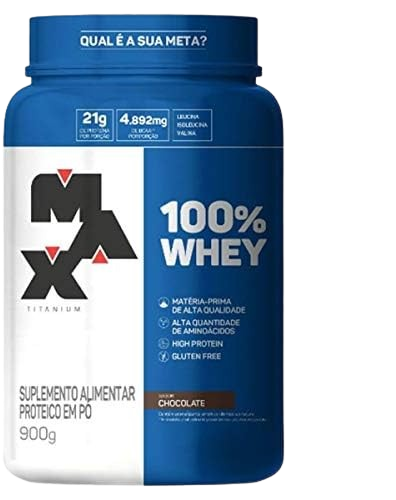 QUAL É A SUA META?
21g
DE PROTEÍNA
POR PORÇÃO
4.892mg
DE BCAA
POR PORÇÃO
LEUCINA
ISOLEUCINA
VALINA
MAX
TITANIUM
100%
WHEY
MATÉRIA-PRIMA
DE ALTA QUALIDADE
ALTA QUANTIDADE
DE AMINOÁCIDOS
HIGH PROTEIN
GLUTEN FREE
SUPLEMENTO ALIMENTAR
PROTEICO EM PÓ
900g
SABOR
CHOCOLATE